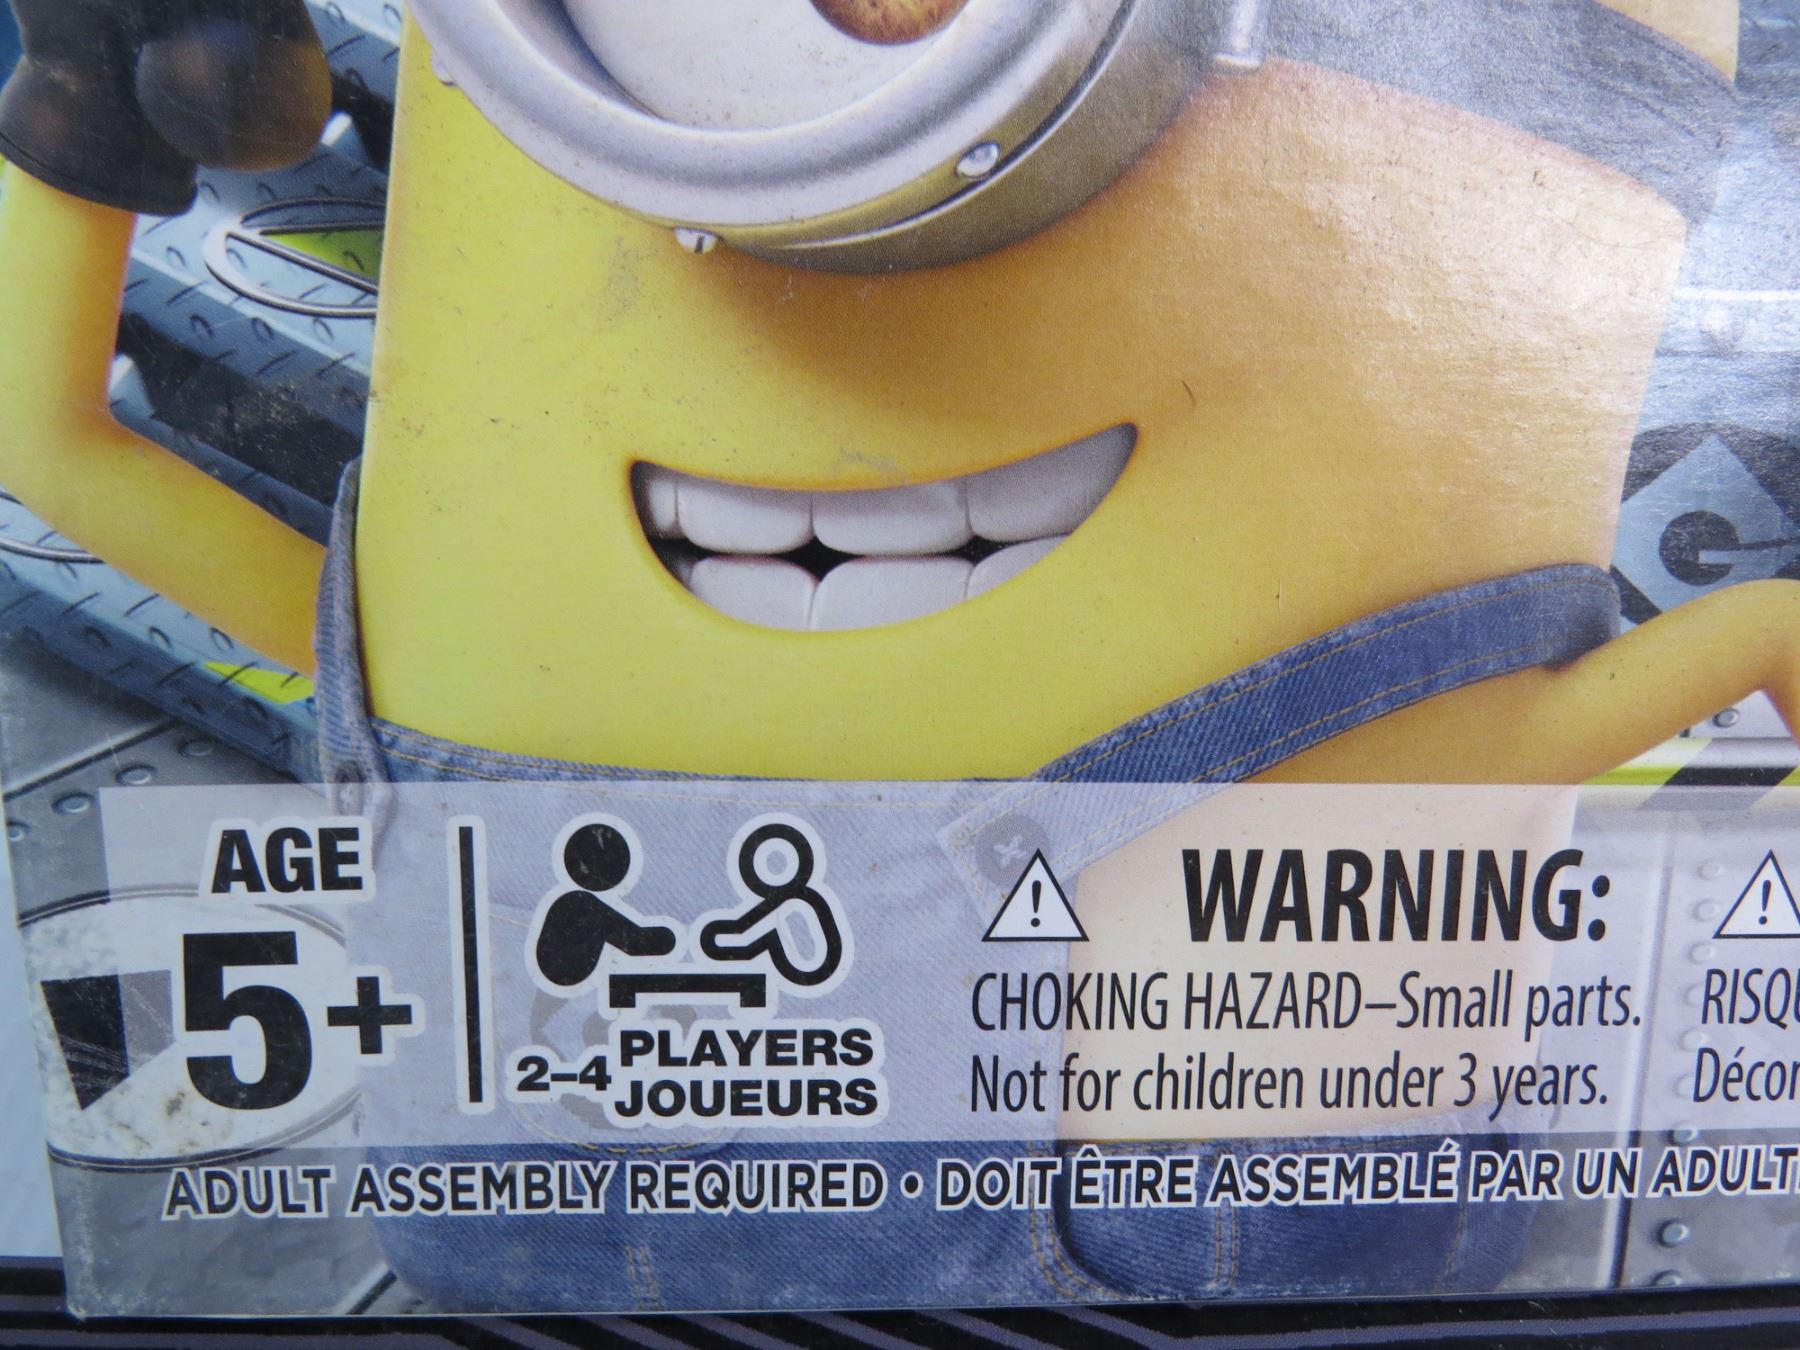 AGE
5+
2–4 PLAYERS
JOUEURS
WARNING:
CHOKING HAZARD–Small parts.
Not for children under 3 years.
ADULT ASSEMBLY REQUIRED • DOIT ÊTRE ASSEMBLÉ PAR UN